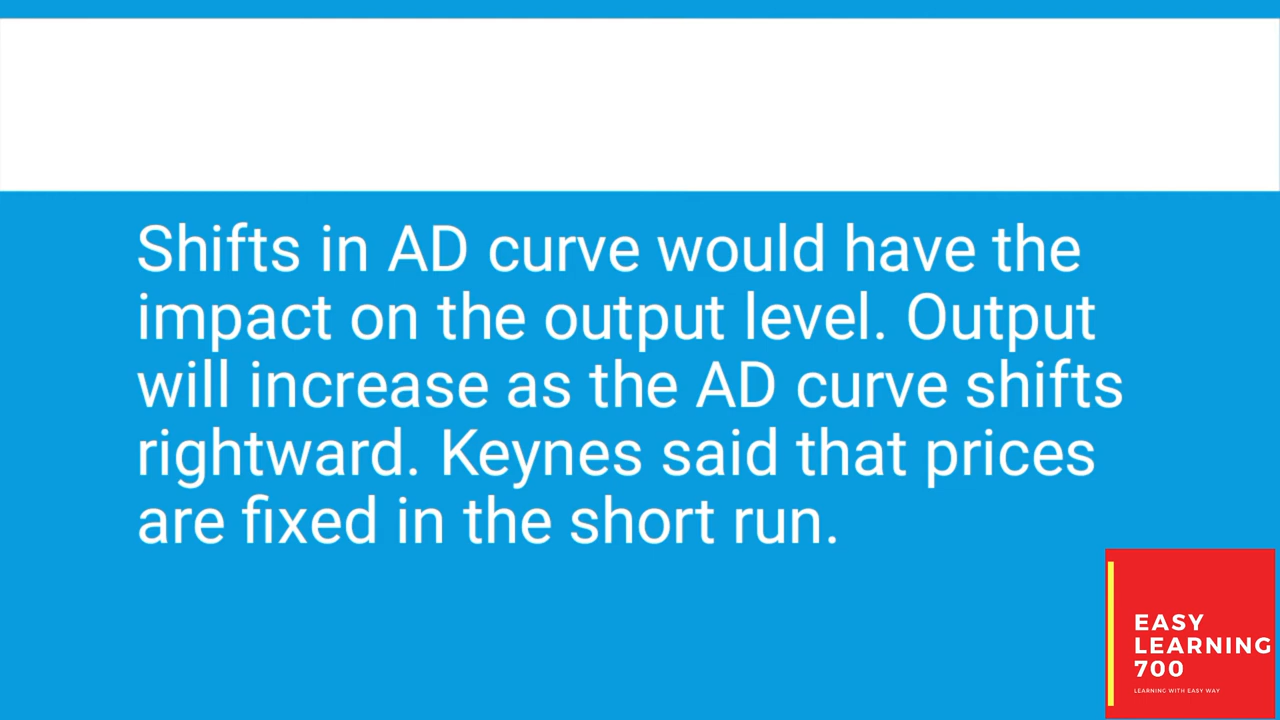 Shifts in AD curve would have the
impact on the output level. Output
will increase as the AD curve shifts
rightward. Keynes said that prices
are fixed in the short run.
EASY
LEARNING
700
LEARNING WITH EASY WAY